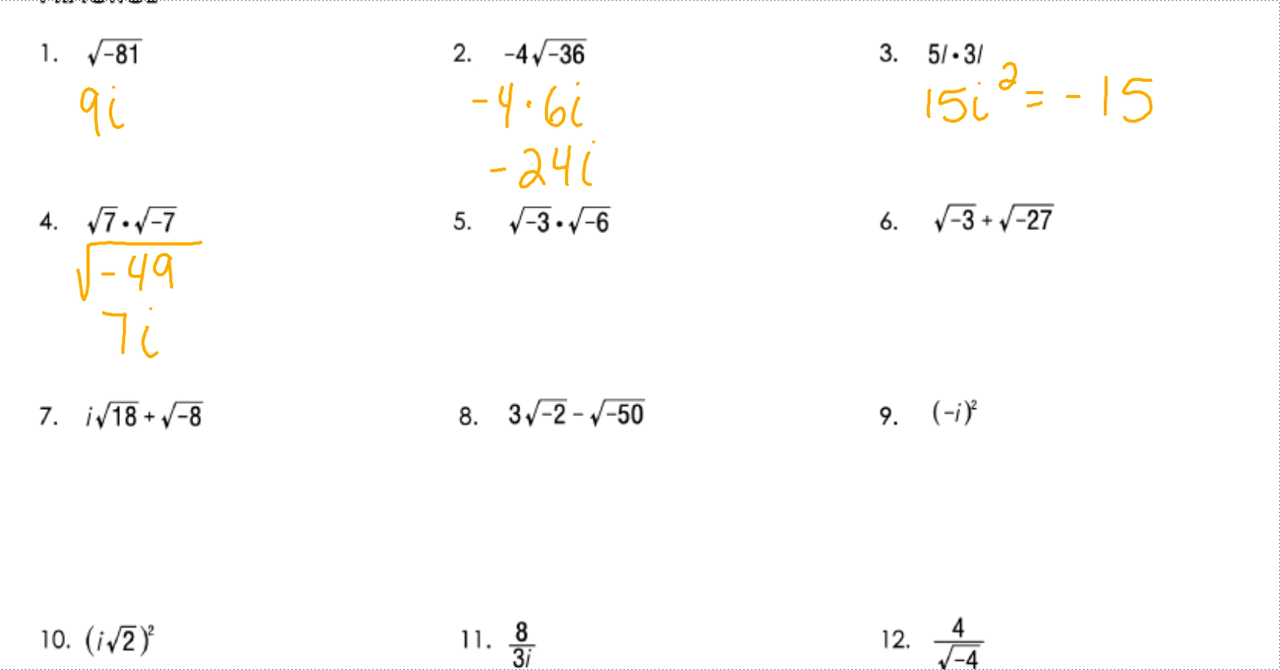 1. √-81
2. -4√-36
3. 5i • 3i
9i
-4 · 6i
15i² = -15
-24i
4. √7 • √-7
5. √-3 • √-6
6. √-3 + √-27
√-49
7i
7. i√18 + √-8
8. 3√-2 - √-50
9. (-i)²
10. (i√2)²
11. 8/3i
12. 4/√-4